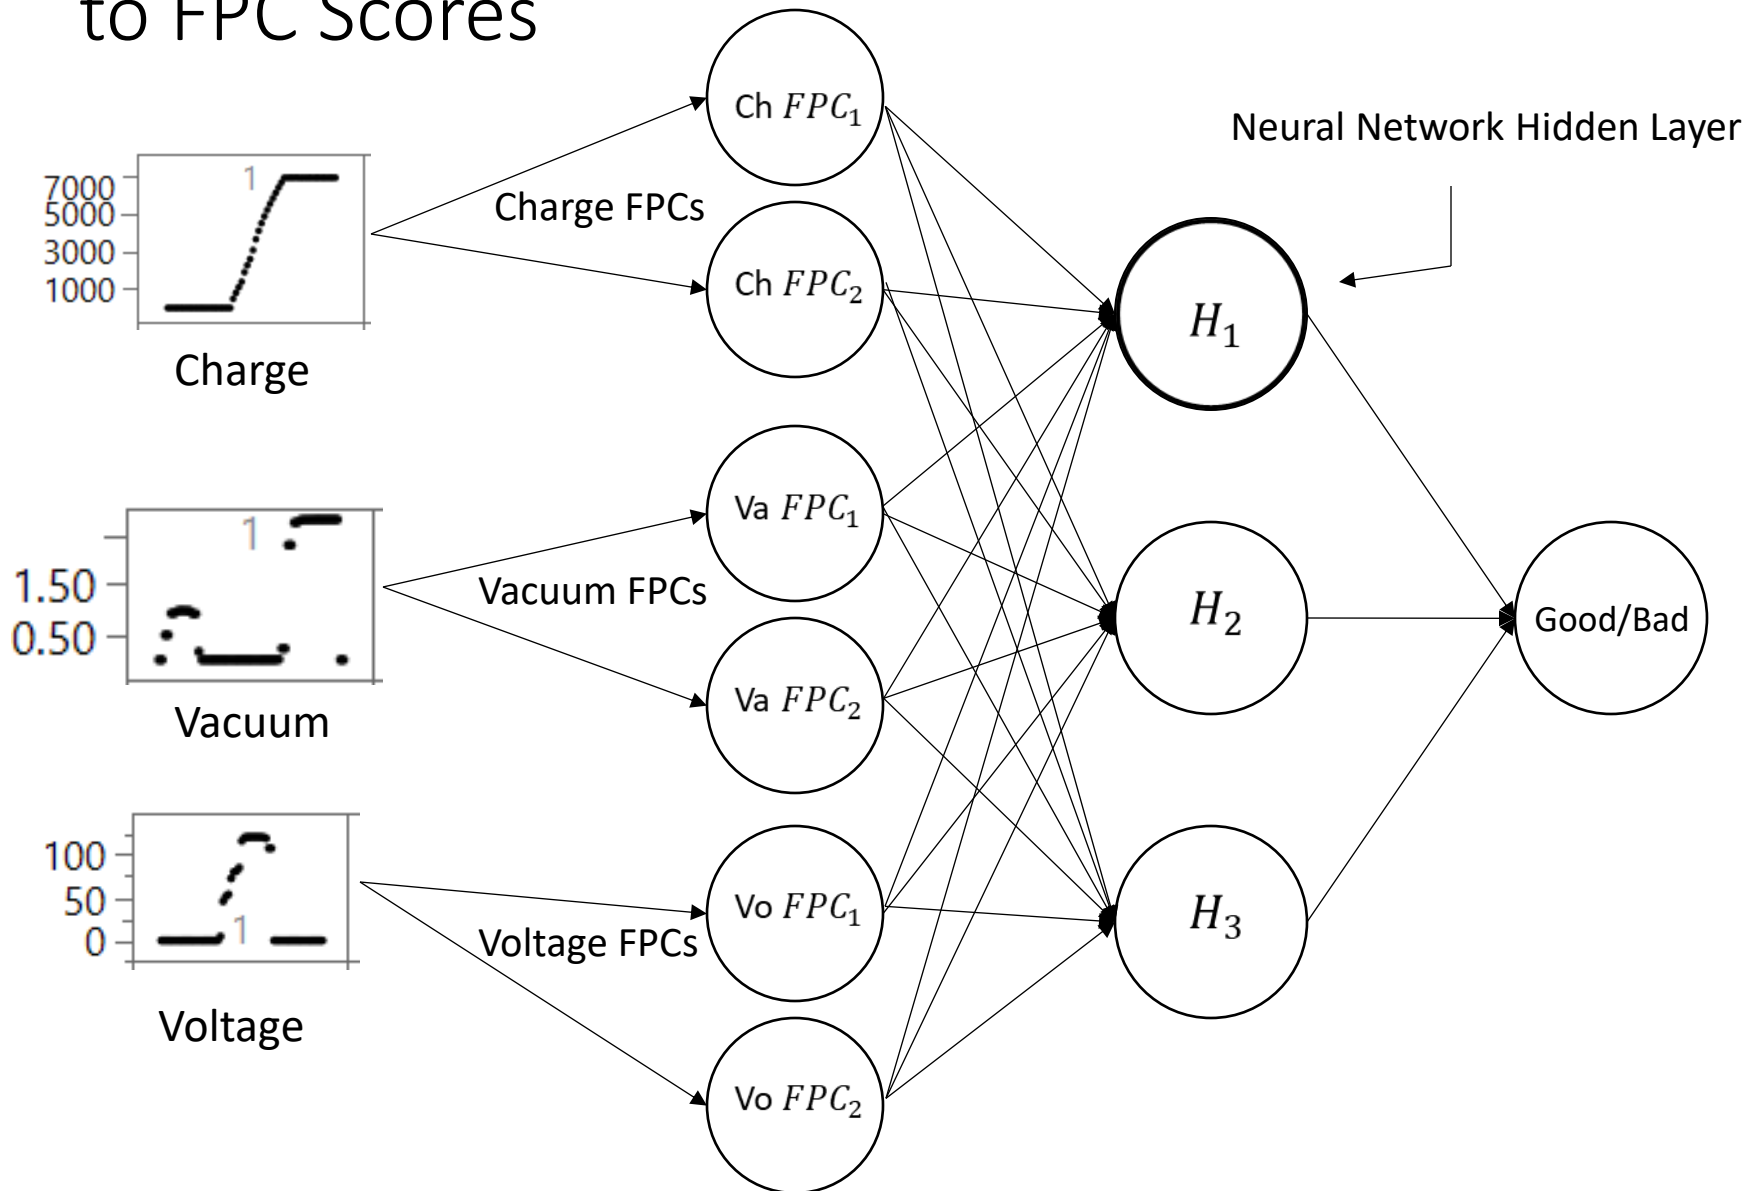 to FPC Scores
Neural Network Hidden Layer
7000
5000
3000
1000
1
Charge
Charge FPCs
Ch FPC₁
Ch FPC₂
1.50
0.50
1
Vacuum
Vacuum FPCs
Va FPC₁
Va FPC₂
100
50
0
1
Voltage
Voltage FPCs
Vo FPC₁
Vo FPC₂
H₁
H₂
H₃
Good/Bad